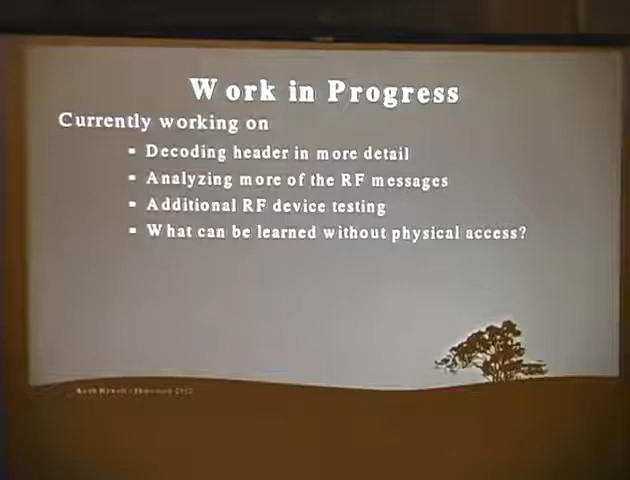 Work in Progress
Currently working on
▪ Decoding header in more detail
▪ Analyzing more of the RF messages
▪ Additional RF device testing
▪ What can be learned without physical access?